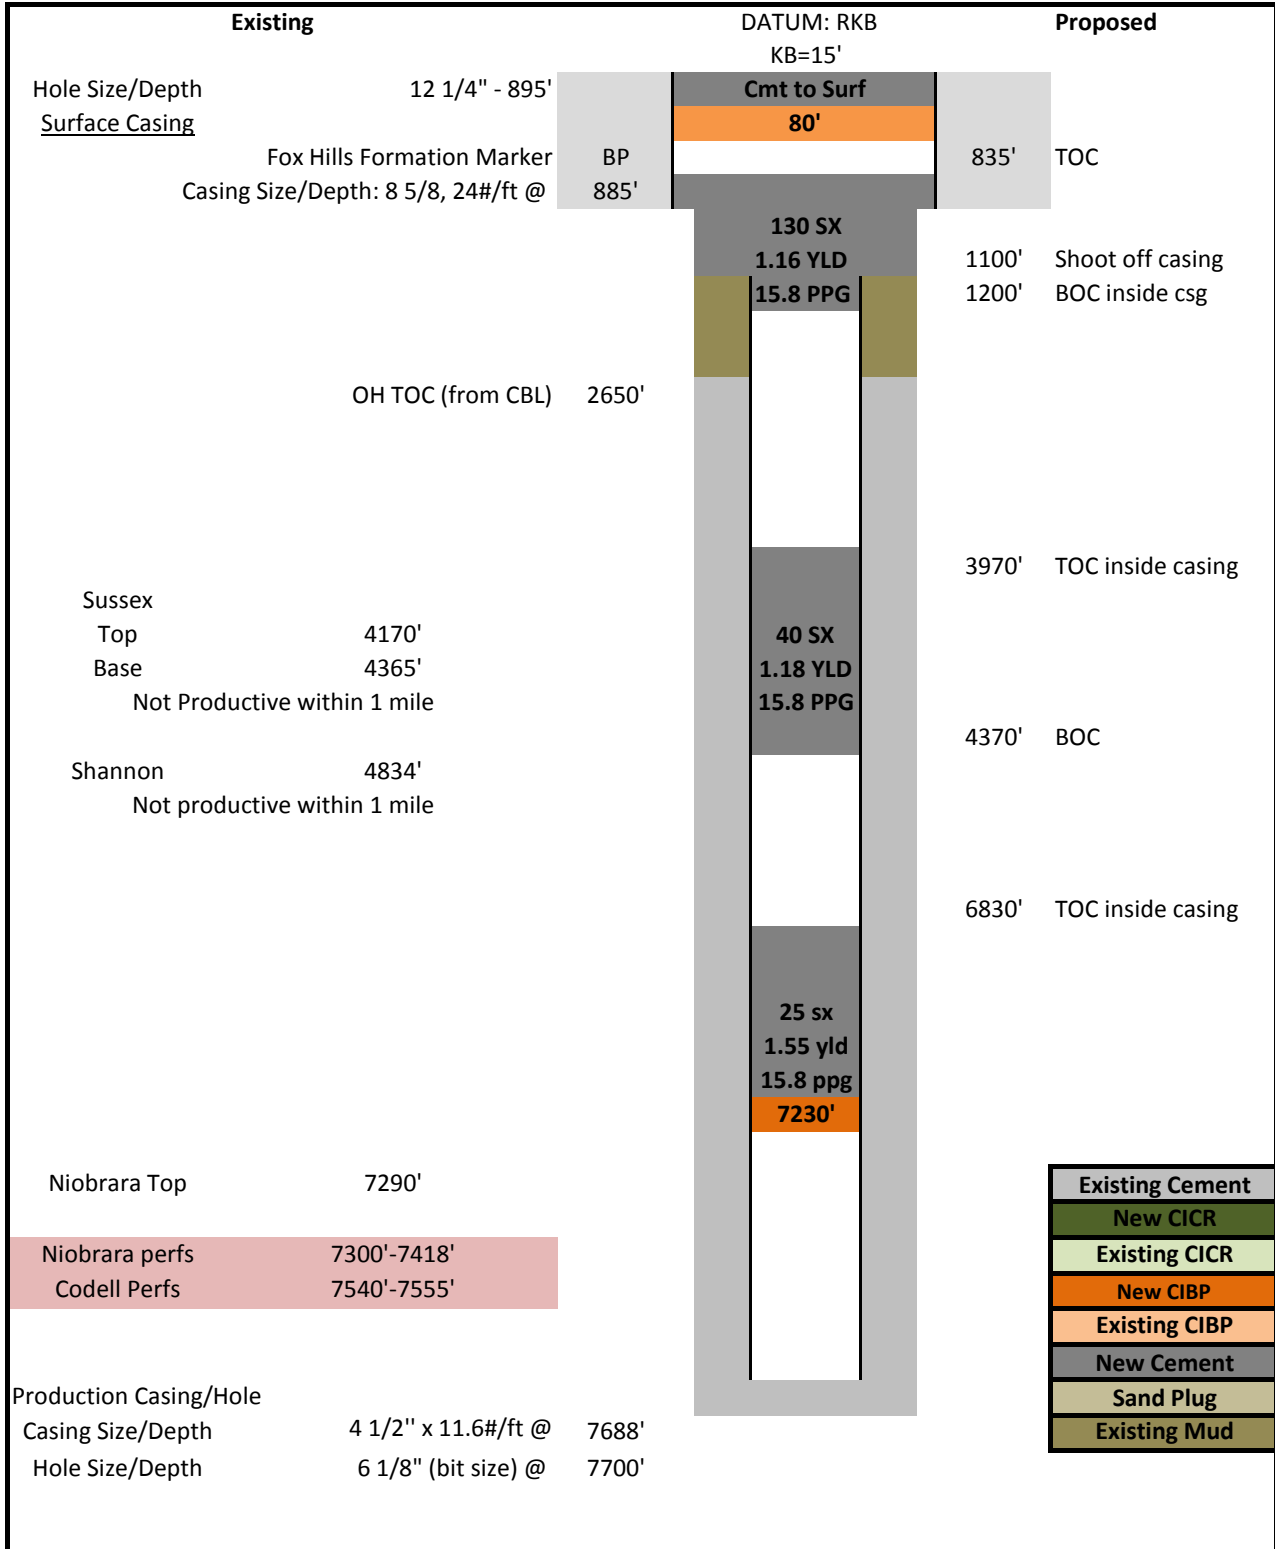 Existing DATUM: RKB Proposed
KB=15'
Hole Size/Depth 12 1/4" - 895' Cmt to Surf
Surface Casing 80'
Fox Hills Formation Marker BP 835' TOC
Casing Size/Depth: 8 5/8, 24#/ft @ 885'
130 SX
1.16 YLD 1100' Shoot off casing
15.8 PPG 1200' BOC inside csg
OH TOC (from CBL) 2650'
3970' TOC inside casing
Sussex
Top 4170' 40 SX
Base 4365' 1.18 YLD
Not Productive within 1 mile 15.8 PPG
4370' BOC
Shannon 4834'
Not productive within 1 mile
6830' TOC inside casing
25 sx
1.55 yld
15.8 ppg
7230'
Niobrara Top 7290' Existing Cement
New CICR
Niobrara perfs 7300'-7418' Existing CICR
Codell Perfs 7540'-7555' New CIBP
Existing CIBP
New Cement
Production Casing/Hole Sand Plug
Casing Size/Depth 4 1/2'' x 11.6#/ft @ 7688' Existing Mud
Hole Size/Depth 6 1/8" (bit size) @ 7700'